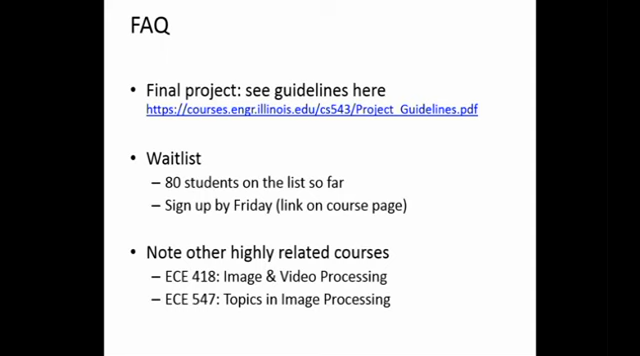 FAQ
• Final project: see guidelines here
https://courses.engr.illinois.edu/cs543/Project_Guidelines.pdf
• Waitlist
– 80 students on the list so far
– Sign up by Friday (link on course page)
• Note other highly related courses
– ECE 418: Image & Video Processing
– ECE 547: Topics in Image Processing